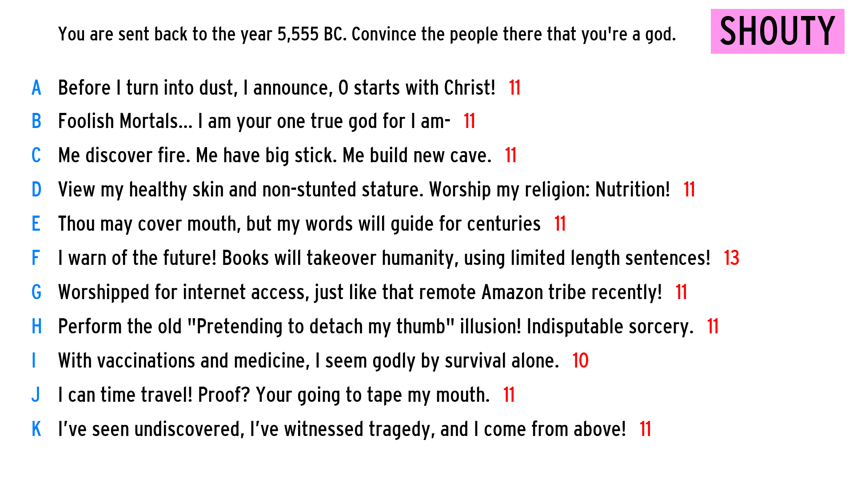 You are sent back to the year 5,555 BC. Convince the people there that you're a god.
SHOUTY
A Before I turn into dust, I announce, O starts with Christ! 11
B Foolish Mortals... I am your one true god for I am- 11
C Me discover fire. Me have big stick. Me build new cave. 11
D View my healthy skin and non-stunted stature. Worship my religion: Nutrition! 11
E Thou may cover mouth, but my words will guide for centuries 11
F I warn of the future! Books will takeover humanity, using limited length sentences! 13
G Worshipped for internet access, just like that remote Amazon tribe recently! 11
H Perform the old "Pretending to detach my thumb" illusion! Indisputable sorcery. 11
I With vaccinations and medicine, I seem godly by survival alone. 10
J I can time travel! Proof? Your going to tape my mouth. 11
K I've seen undiscovered, I've witnessed tragedy, and I come from above! 11